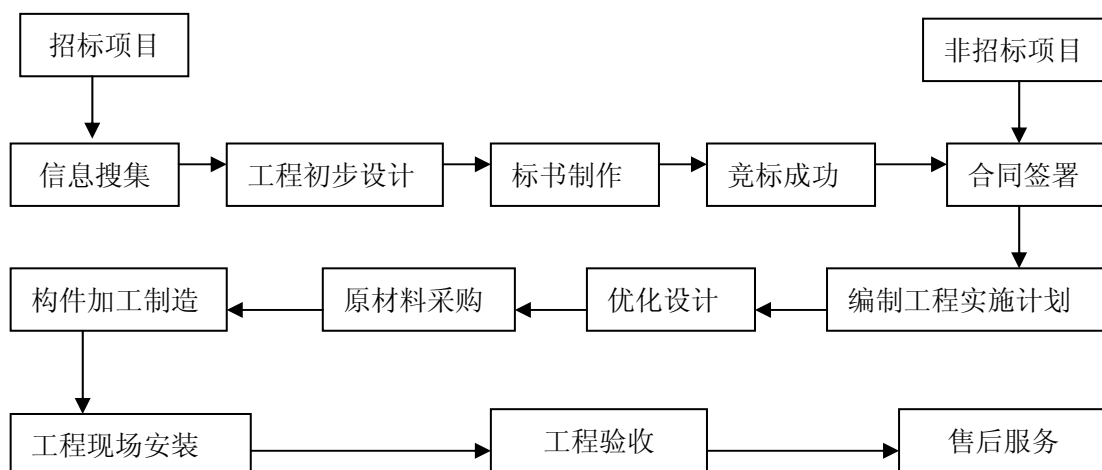 招标项目
非招标项目
信息搜集
工程初步设计
标书制作
竞标成功
合同签署
构件加工制造
原材料采购
优化设计
编制工程实施计划
工程现场安装
工程验收
售后服务